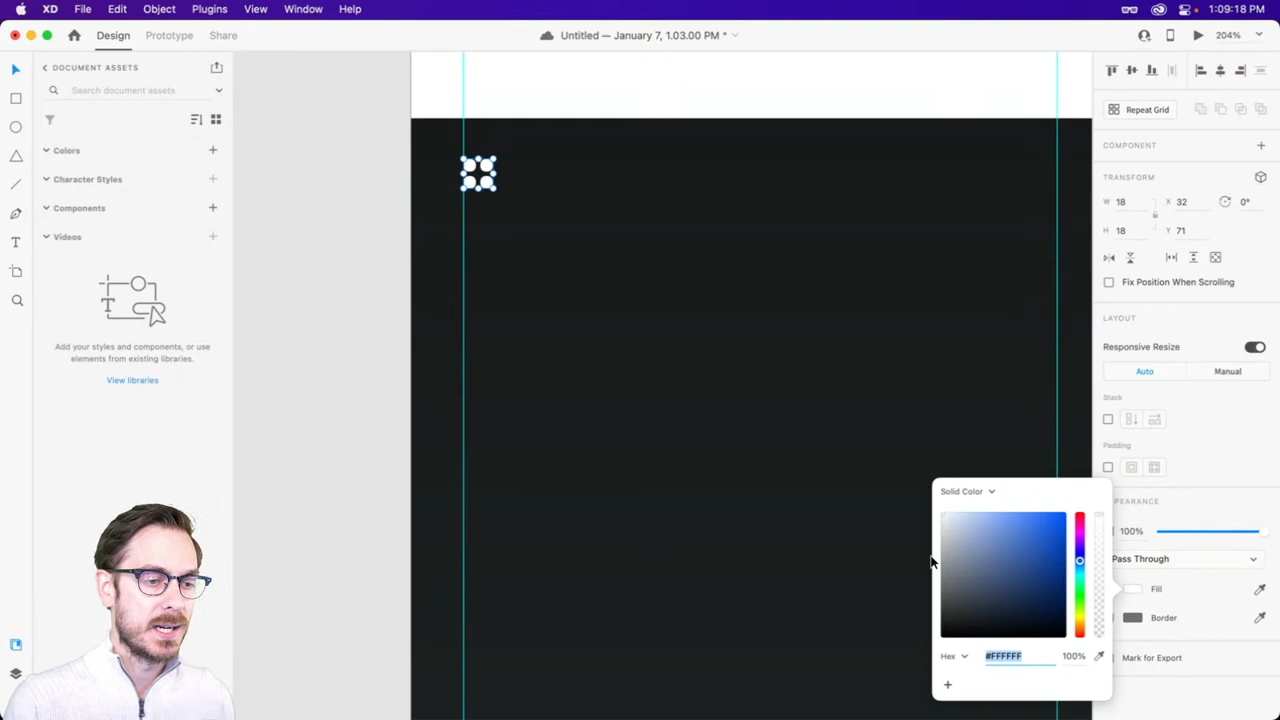 XD File Edit Object Plugins View Window Help 1:09:18 PM
Design Prototype Share Untitled — January 7, 1.03.00 PM * 204%
DOCUMENT ASSETS
Search document assets
Colors
Character Styles
Components
Videos
Add your styles and components, or use
elements from existing libraries.
View libraries
Repeat Grid
COMPONENT
TRANSFORM
W 18 X 32 0°
H 18 Y 71
Fix Position When Scrolling
LAYOUT
Responsive Resize
Auto Manual
Stack
Padding
PEARANCE
100%
Pass Through
Fill
Border
Mark for Export
Solid Color
Hex #FFFFFF 100%